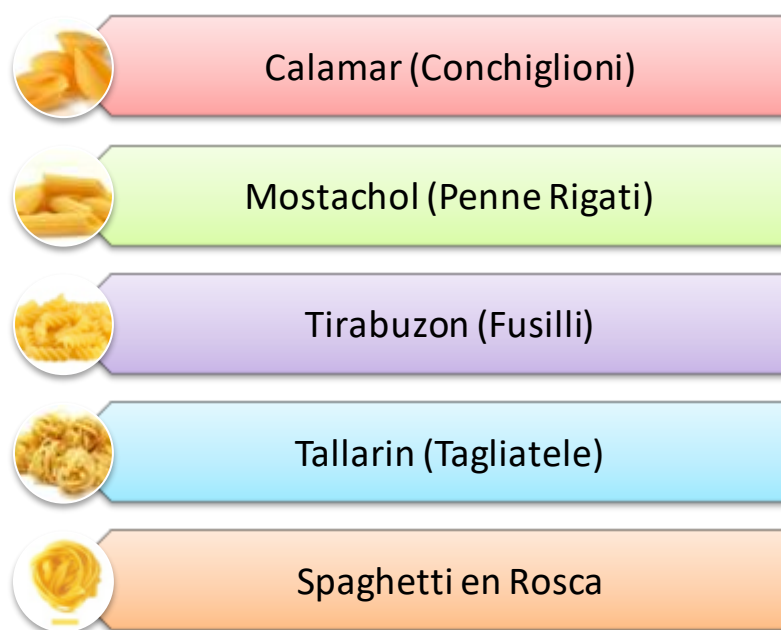 Calamar (Conchiglioni)
Mostachol (Penne Rigati)
Tirabuzon (Fusilli)
Tallarin (Tagliatele)
Spaghetti en Rosca